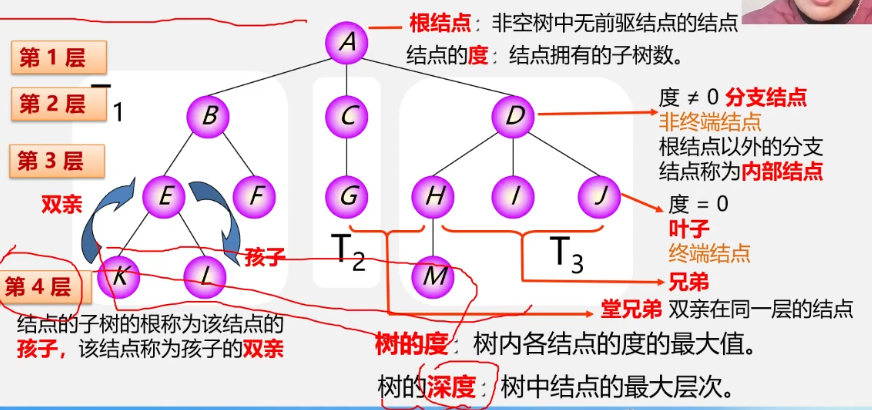 根结点：非空树中无前驱结点的结点
结点的度：结点拥有的子树数。
第 1 层
A
第 2 层
T1
B
C
D
度 ≠ 0 分支结点
非终端结点
根结点以外的分支
结点称为内部结点
第 3 层
双亲
E
F
G
H
I
J
度 = 0
叶子
终端结点
T2
T3
孩子
第 4 层
K
L
M
兄弟
堂兄弟 双亲在同一层的结点
结点的子树的根称为该结点的
孩子，该结点称为孩子的双亲
树的度：树内各结点的度的最大值。
树的深度：树中结点的最大层次。